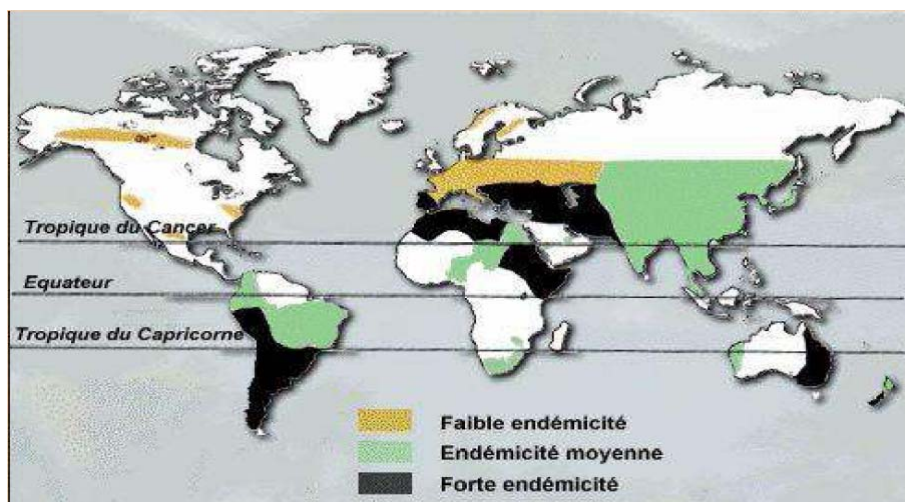 Tropique du Cancer
Equateur
Tropique du Capricorne
Faible endémicité
Endémicité moyenne
Forte endémicité